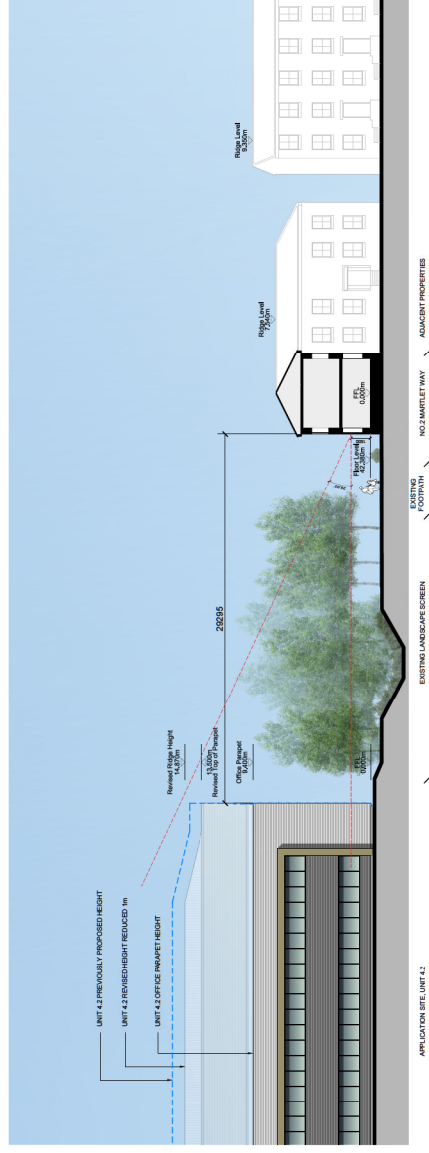 UNIT 4.2 PREVIOUSLY PROPOSED HEIGHT
UNIT 4.2 REVISED HEIGHT REDUCED 1m
UNIT 4.2 OFFICE PARAPET HEIGHT
Revised Ridge Height
14,870m
13,500m
Revised Top of Parapet
Office Parapet
9,400m
FFL
0,000m
29295
Floor Level
42.380m
FFL
0,000m
Ridge Level
7,040m
Ridge Level
9,350m
APPLICATION SITE, UNIT 4.2
EXISTING LANDSCAPE SCREEN
EXISTING
FOOTPATH
NO.2 MARTLET WAY
ADJACENT PROPERTIES